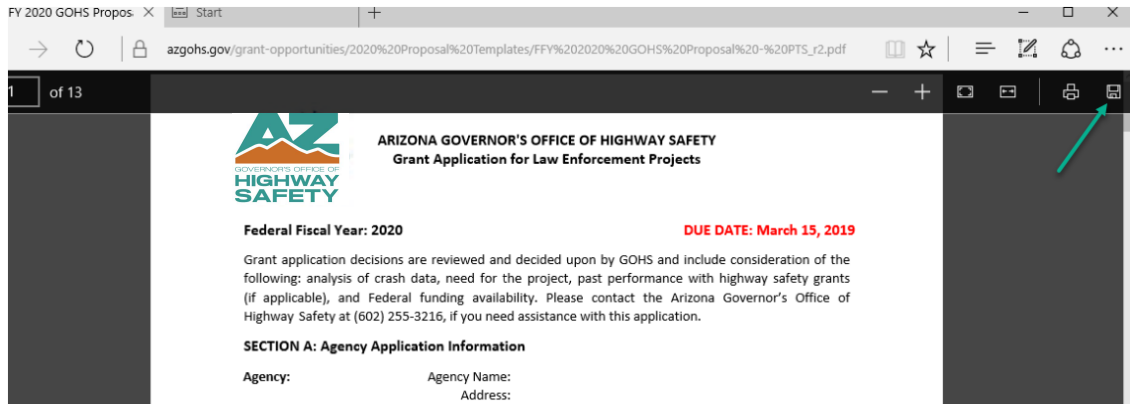 FY 2020 GOHS Propos
Start
azgohs.gov/grant-opportunities/2020%20Proposal%20Templates/FFY%202020%20GOHS%20Proposal%20-%20PTS_r2.pdf
1 of 13
AZ
GOVERNOR'S OFFICE OF
HIGHWAY
SAFETY
ARIZONA GOVERNOR'S OFFICE OF HIGHWAY SAFETY
Grant Application for Law Enforcement Projects
Federal Fiscal Year: 2020 DUE DATE: March 15, 2019
Grant application decisions are reviewed and decided upon by GOHS and include consideration of the
following: analysis of crash data, need for the project, past performance with highway safety grants
(if applicable), and Federal funding availability. Please contact the Arizona Governor's Office of
Highway Safety at (602) 255-3216, if you need assistance with this application.
SECTION A: Agency Application Information
Agency: Agency Name:
Address: